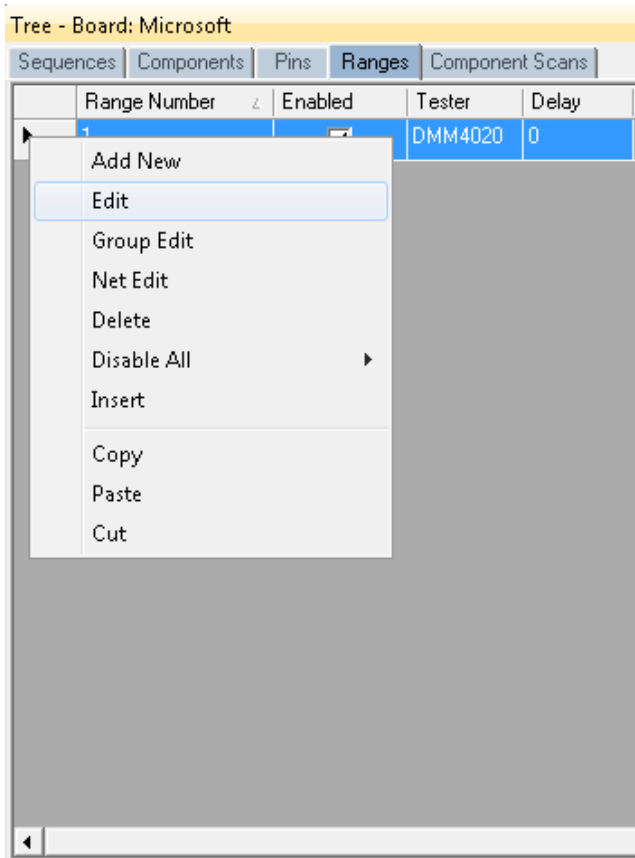 Tree - Board: Microsoft
Sequences Components Pins Ranges Component Scans
Range Number Enabled Tester Delay
1 DMM4020 0
Add New
Edit
Group Edit
Net Edit
Delete
Disable All
Insert
Copy
Paste
Cut